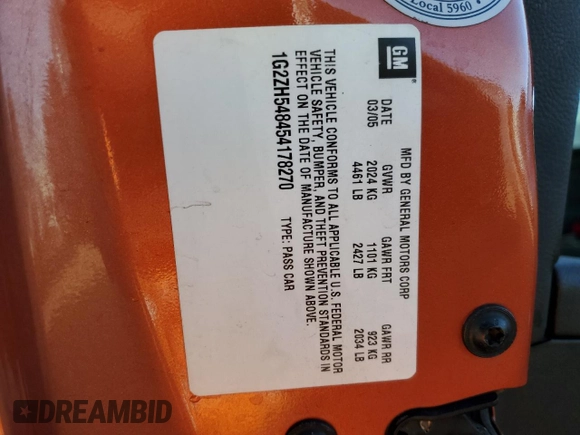 Local 5960
GM
MFD BY GENERAL MOTORS CORP
DATE GVWR GAWR FRT GAWR RR
03/05 2024 KG 1101 KG 923 KG
4461 LB 2427 LB 2034 LB
THIS VEHICLE CONFORMS TO ALL APPLICABLE U.S. FEDERAL MOTOR
VEHICLE SAFETY, BUMPER, AND THEFT PREVENTION STANDARDS IN
EFFECT ON THE DATE OF MANUFACTURE SHOWN ABOVE.
1G2ZH548454178270 TYPE: PASS CAR
DREAMBID